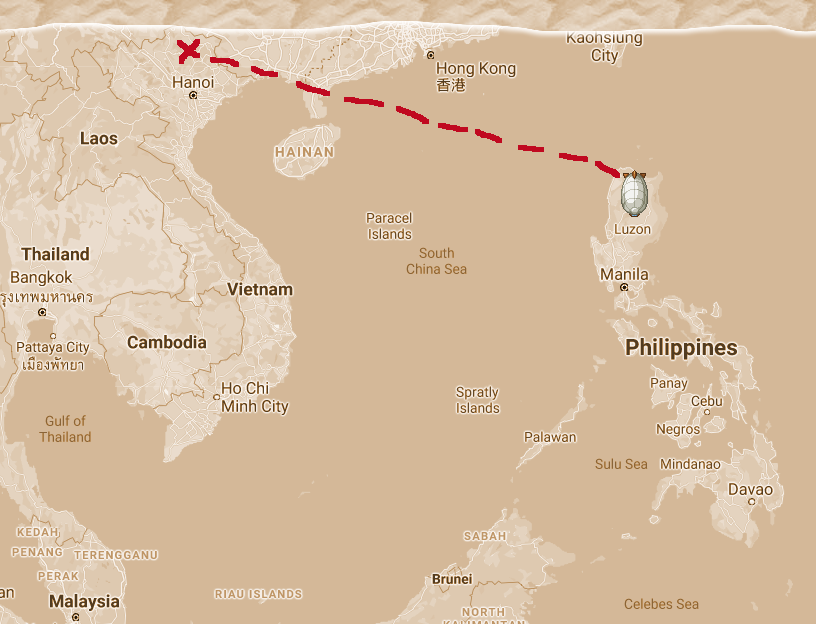 Kaohsiung
City
Hong Kong
香港
Hanoi
Laos
HAINAN
Paracel
Islands
Luzon
South
China Sea
Thailand
Bangkok
รุงเทพมหานคร
Manila
Vietnam
Pattaya City
เมืองพัทยา
Cambodia
Philippines
Ho Chi
Minh City
Panay
Cebu
Spratly
Islands
Gulf of
Thailand
Negros
Palawan
Sulu Sea
Mindanao
Davao
KEDAH
PENANG
TERENGGANU
PERAK
SABAH
Brunei
an
Malaysia
RIAU ISLANDS
Celebes Sea
NORTH
KALIMANTAN